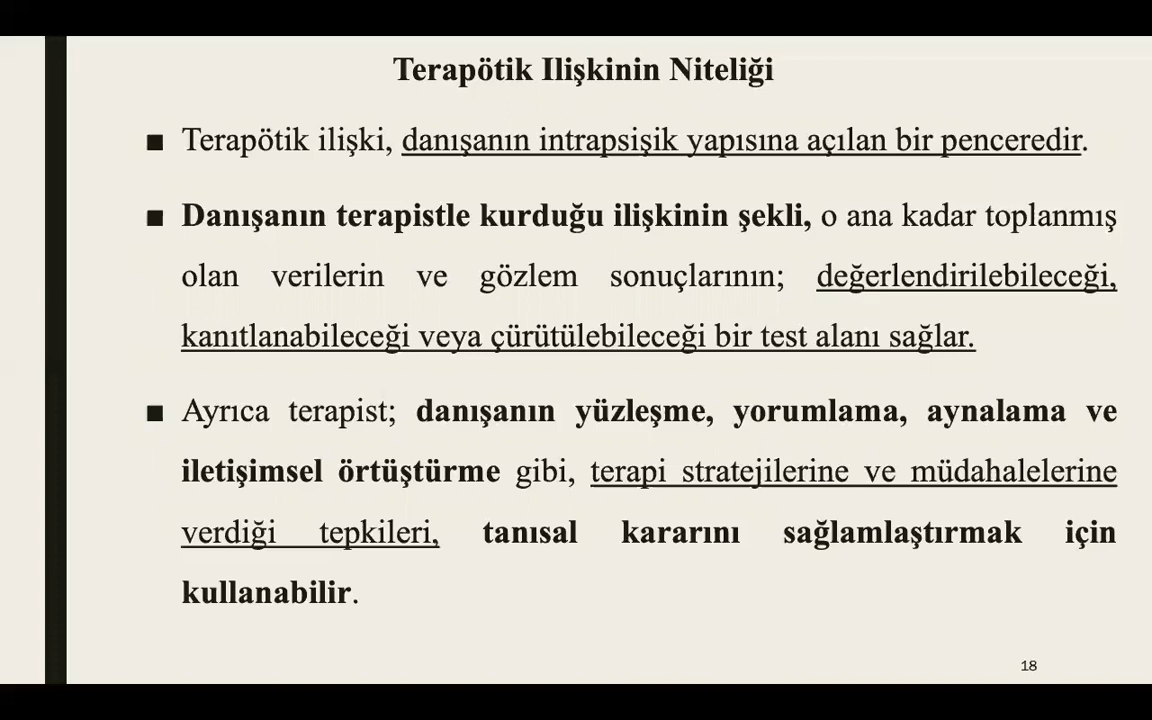 Terapötik Ilişkinin Niteliği
■ Terapötik ilişki, danışanın intrapsişik yapısına açılan bir penceredir.
■ Danışanın terapistle kurduğu ilişkinin şekli, o ana kadar toplanmış
olan verilerin ve gözlem sonuçlarının; değerlendirilebileceği,
kanıtlanabileceği veya çürütülebileceği bir test alanı sağlar.
■ Ayrıca terapist; danışanın yüzleşme, yorumlama, aynalama ve
iletişimsel örtüştürme gibi, terapi stratejilerine ve müdahalelerine
verdiği tepkileri, tanısal kararını sağlamlaştırmak için
kullanabilir.
18